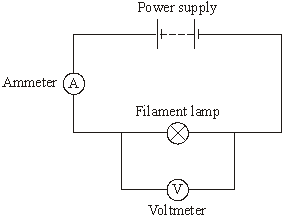 Power supply
Ammeter
A
Filament lamp
V
Voltmeter